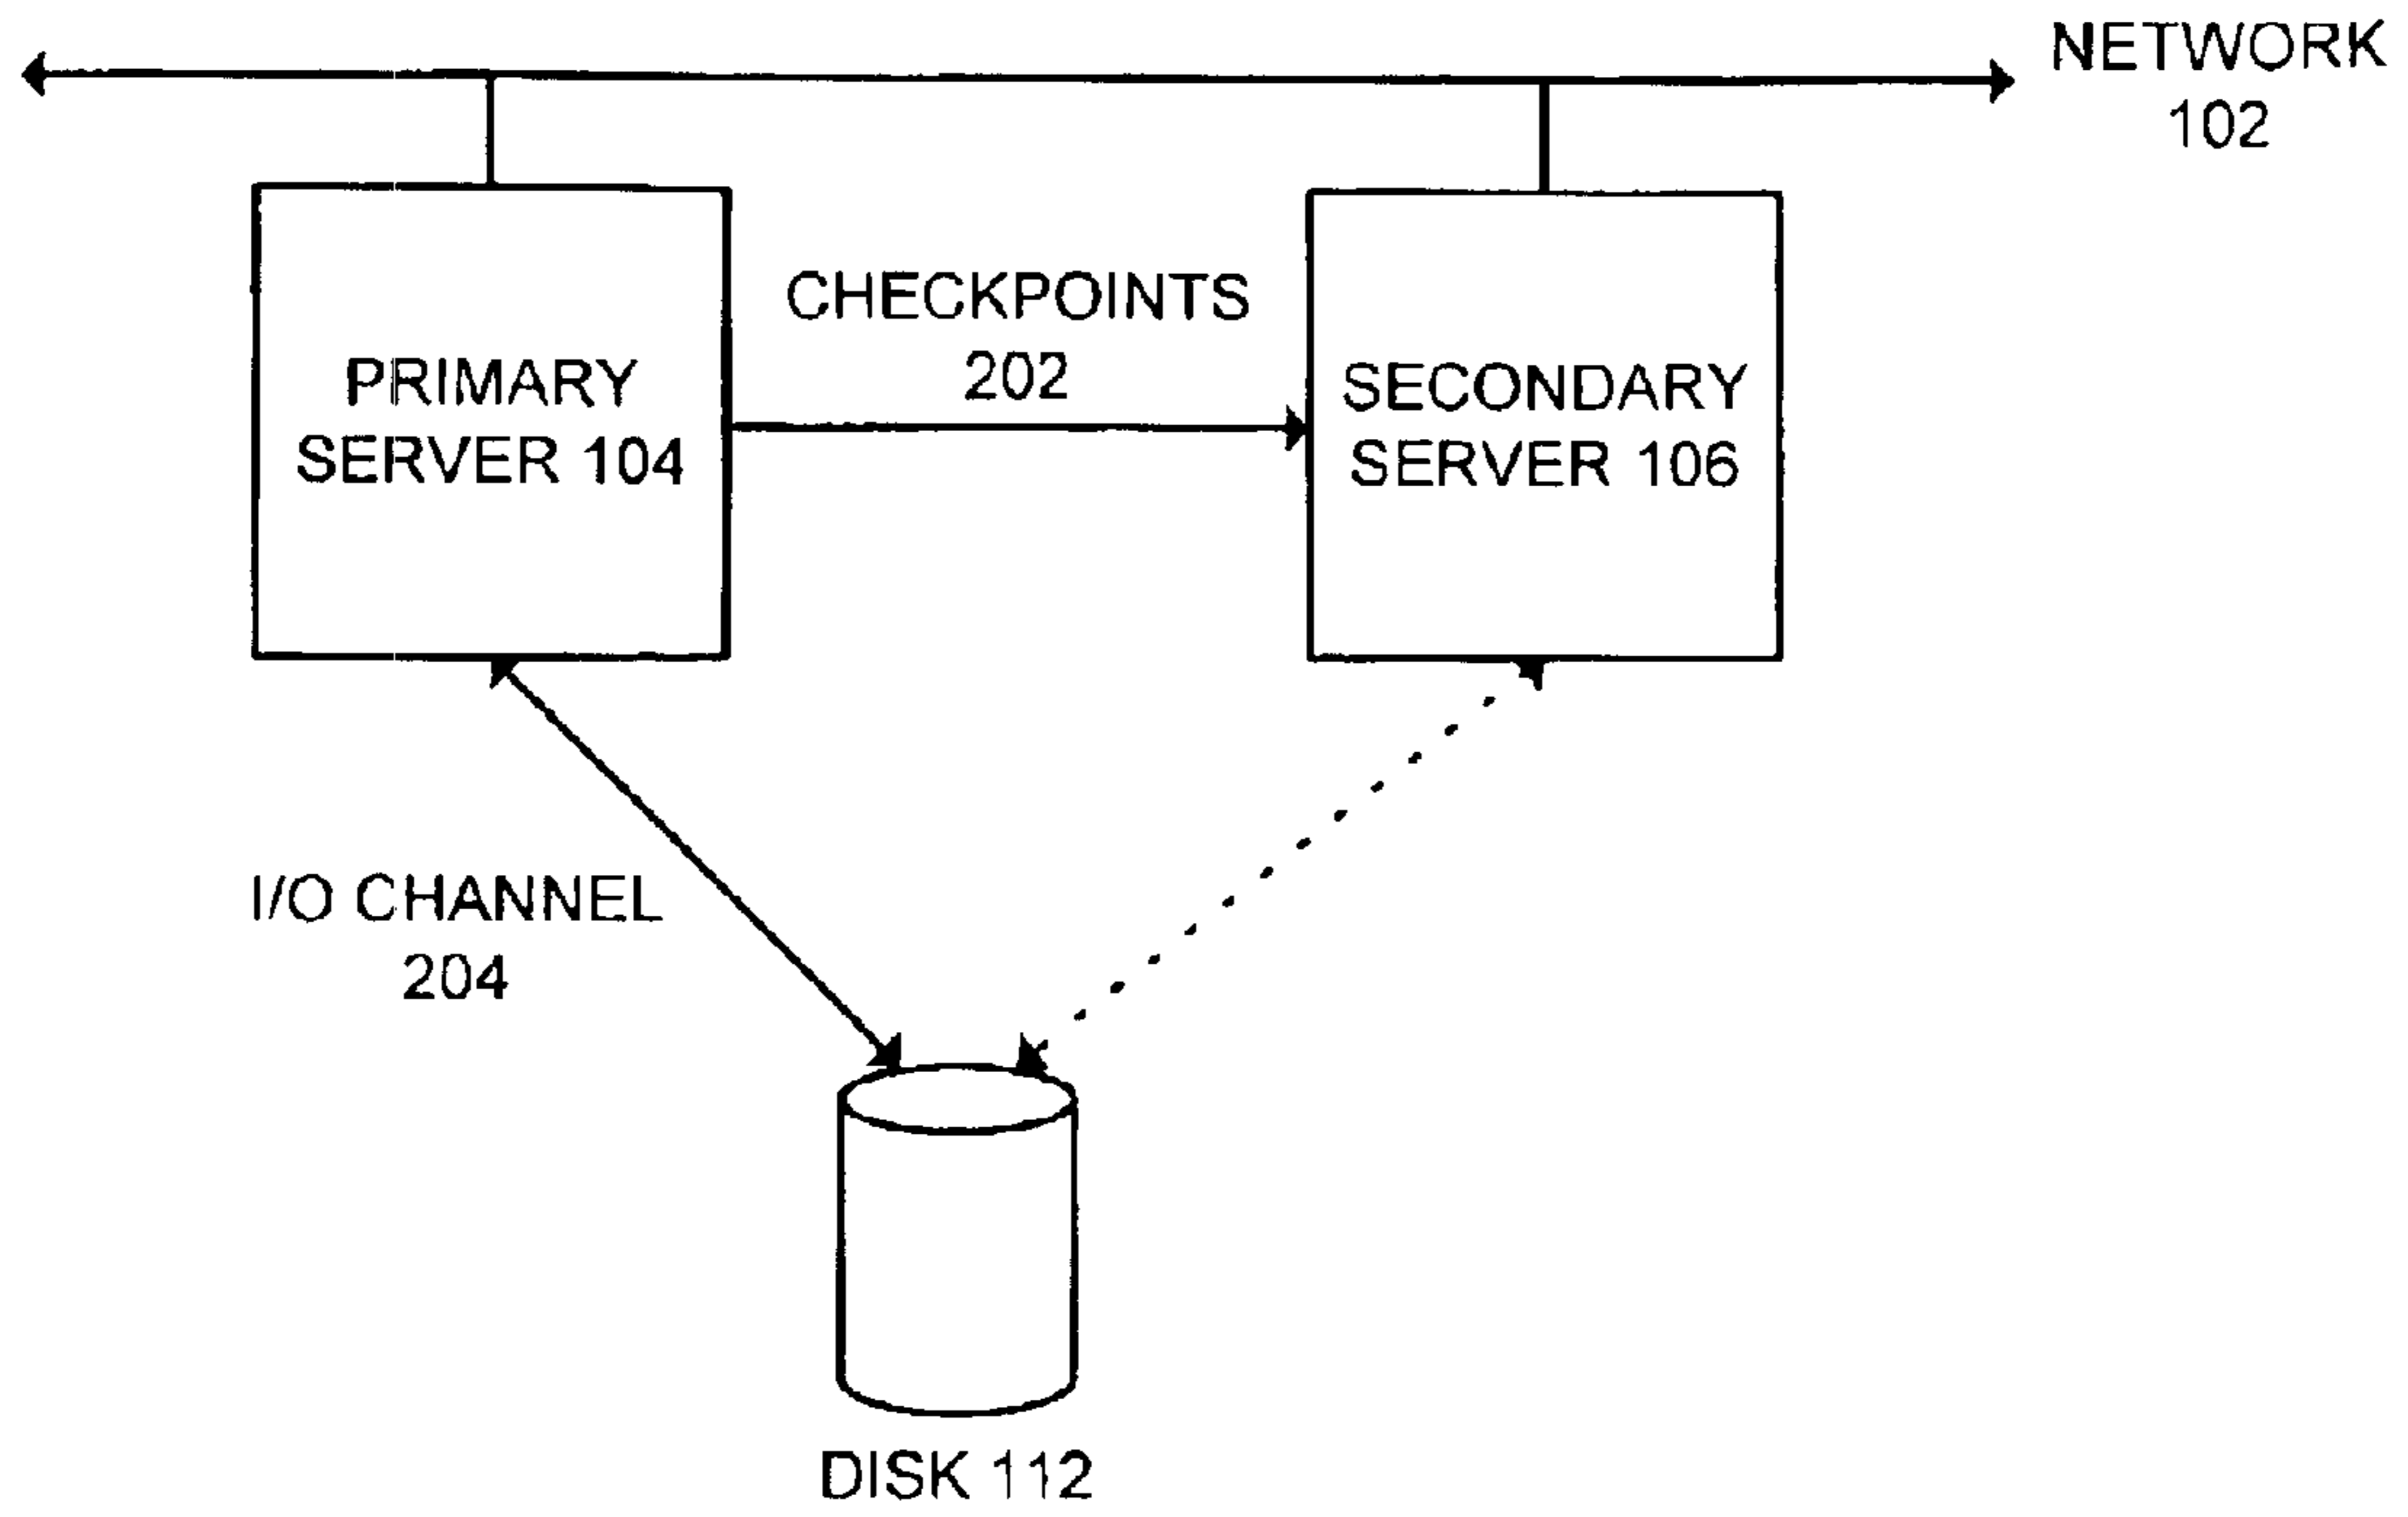 NETWORK
102
CHECKPOINTS
202
PRIMARY
SERVER 104
SECONDARY
SERVER 106
I/O CHANNEL
204
DISK 112